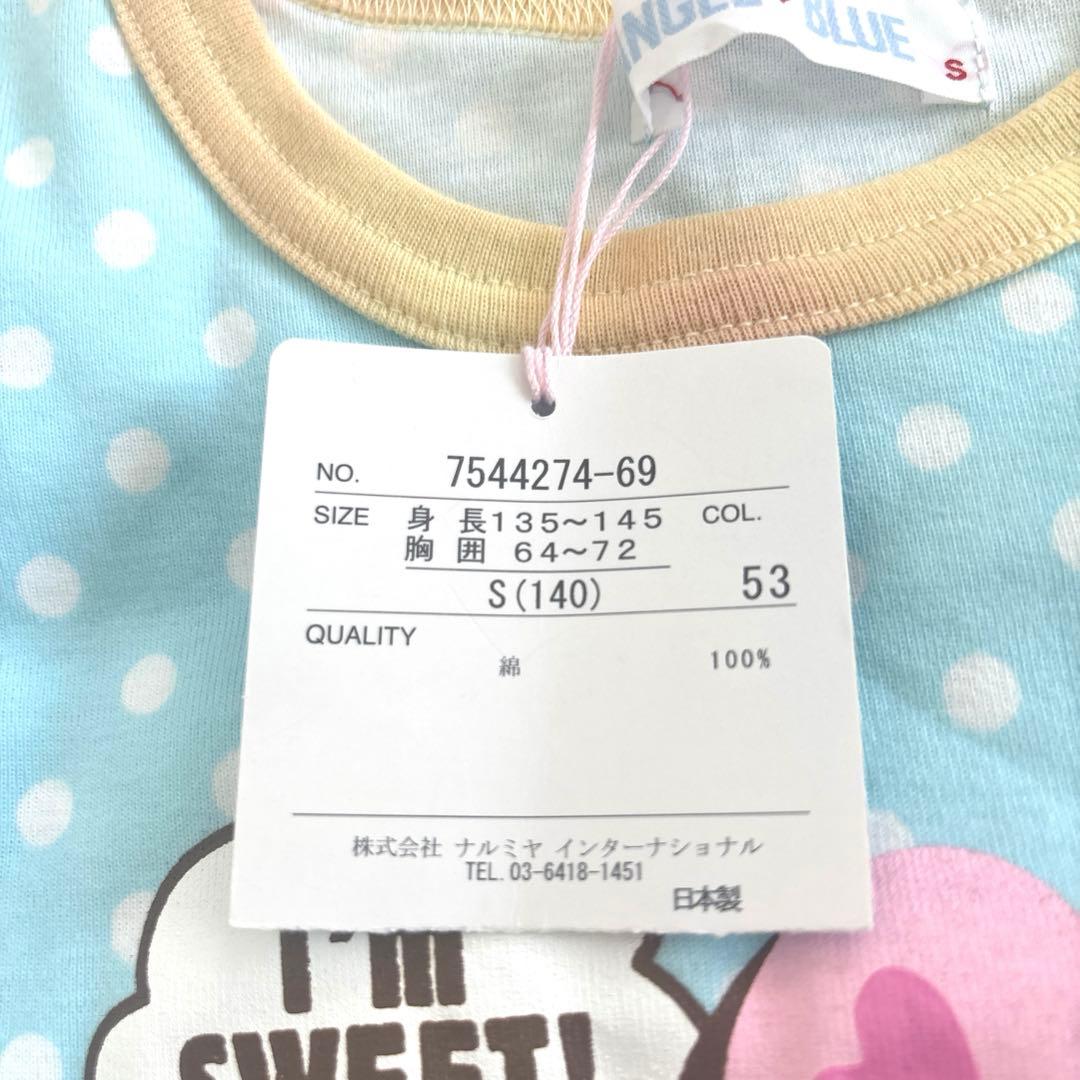 NGEL BLUE
S
NO. 7544274-69
SIZE 身 長135～145 COL.
胸 囲 64～72
S(140) 53
QUALITY
綿 100%
株式会社 ナルミヤ インターナショナル
TEL. 03-6418-1451
日本製
I'm
SWEET!